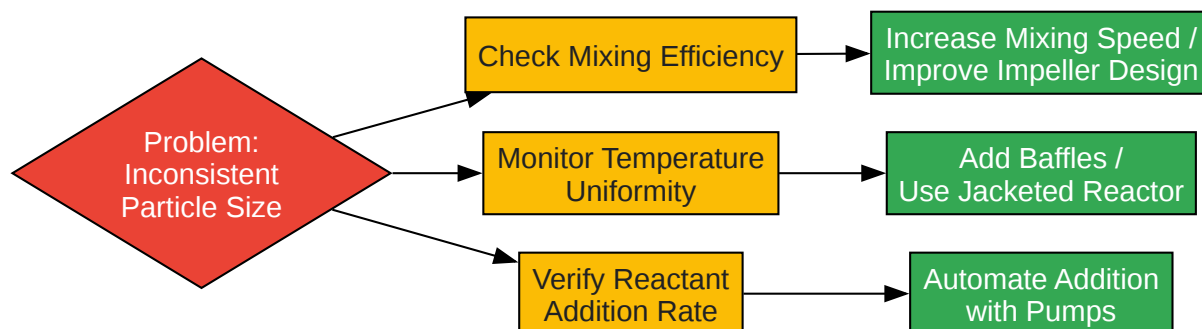 Problem:
Inconsistent
Particle Size
Check Mixing Efficiency
Increase Mixing Speed /
Improve Impeller Design
Monitor Temperature
Uniformity
Add Baffles /
Use Jacketed Reactor
Verify Reactant
Addition Rate
Automate Addition
with Pumps